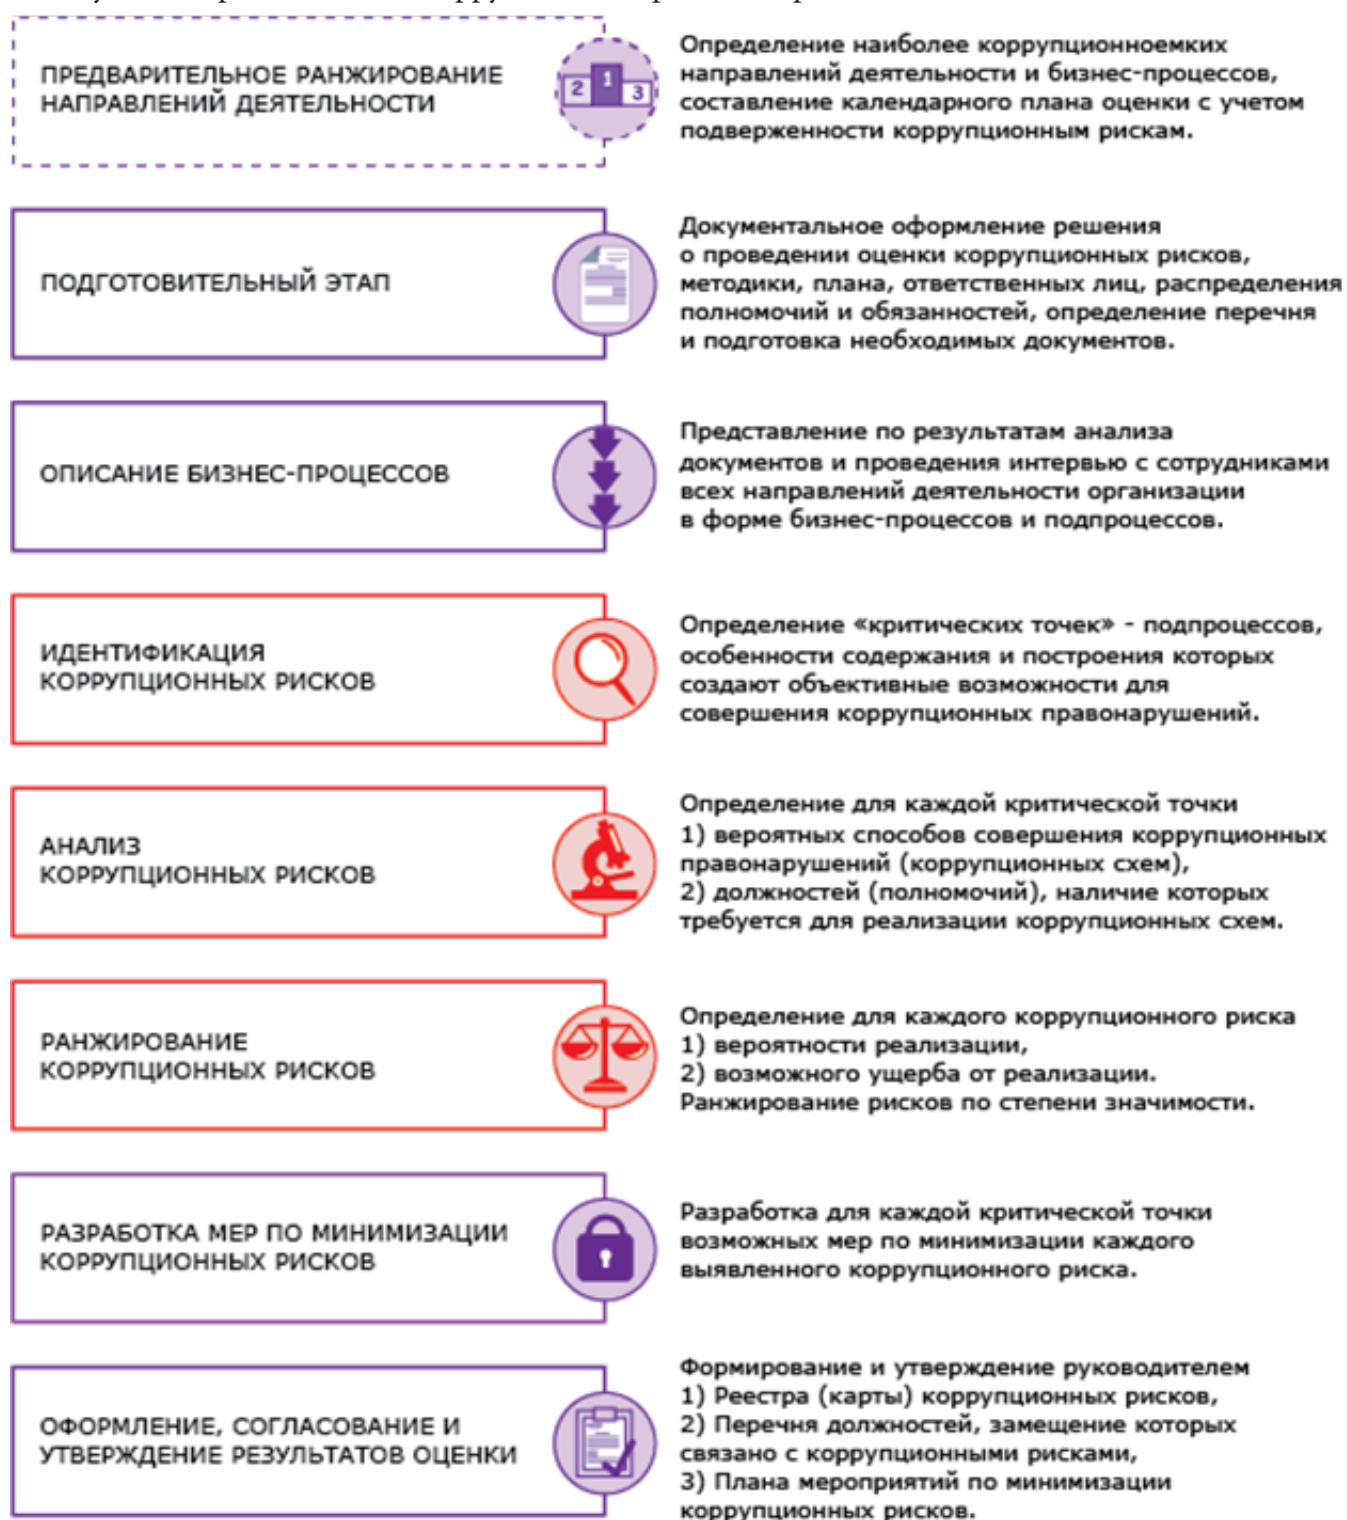 ПРЕДВАРИТЕЛЬНОЕ РАНЖИРОВАНИЕ
НАПРАВЛЕНИЙ ДЕЯТЕЛЬНОСТИ
2 1 3
Определение наиболее коррупционноемких
направлений деятельности и бизнес-процессов,
составление календарного плана оценки с учетом
подверженности коррупционным рискам.
ПОДГОТОВИТЕЛЬНЫЙ ЭТАП
Документальное оформление решения
о проведении оценки коррупционных рисков,
методики, плана, ответственных лиц, распределения
полномочий и обязанностей, определение перечня
и подготовка необходимых документов.
ОПИСАНИЕ БИЗНЕС-ПРОЦЕССОВ
Представление по результатам анализа
документов и проведения интервью с сотрудниками
всех направлений деятельности организации
в форме бизнес-процессов и подпроцессов.
ИДЕНТИФИКАЦИЯ
КОРРУПЦИОННЫХ РИСКОВ
Определение «критических точек» - подпроцессов,
особенности содержания и построения которых
создают объективные возможности для
совершения коррупционных правонарушений.
АНАЛИЗ
КОРРУПЦИОННЫХ РИСКОВ
Определение для каждой критической точки
1) вероятных способов совершения коррупционных
правонарушений (коррупционных схем),
2) должностей (полномочий), наличие которых
требуется для реализации коррупционных схем.
РАНЖИРОВАНИЕ
КОРРУПЦИОННЫХ РИСКОВ
Определение для каждого коррупционного риска
1) вероятности реализации,
2) возможного ущерба от реализации.
Ранжирование рисков по степени значимости.
РАЗРАБОТКА МЕР ПО МИНИМИЗАЦИИ
КОРРУПЦИОННЫХ РИСКОВ
Разработка для каждой критической точки
возможных мер по минимизации каждого
выявленного коррупционного риска.
ОФОРМЛЕНИЕ, СОГЛАСОВАНИЕ И
УТВЕРЖДЕНИЕ РЕЗУЛЬТАТОВ ОЦЕНКИ
Формирование и утверждение руководителем
1) Реестра (карты) коррупционных рисков,
2) Перечня должностей, замещение которых
связано с коррупционными рисками,
3) Плана мероприятий по минимизации
коррупционных рисков.